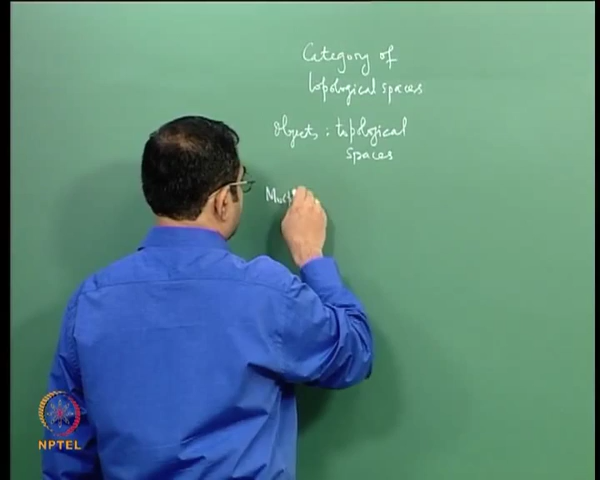 Category of
topological spaces
Objects : topological
spaces
NPTEL